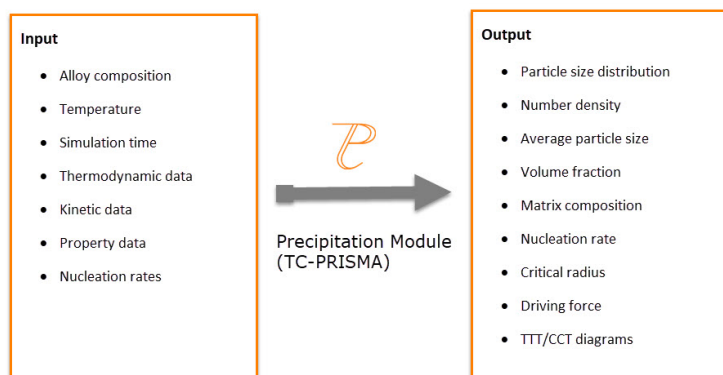 Input
Alloy composition
Temperature
Simulation time
Thermodynamic data
Kinetic data
Property data
Nucleation rates
Precipitation Module
(TC-PRISMA)
Output
Particle size distribution
Number density
Average particle size
Volume fraction
Matrix composition
Nucleation rate
Critical radius
Driving force
TTT/CCT diagrams